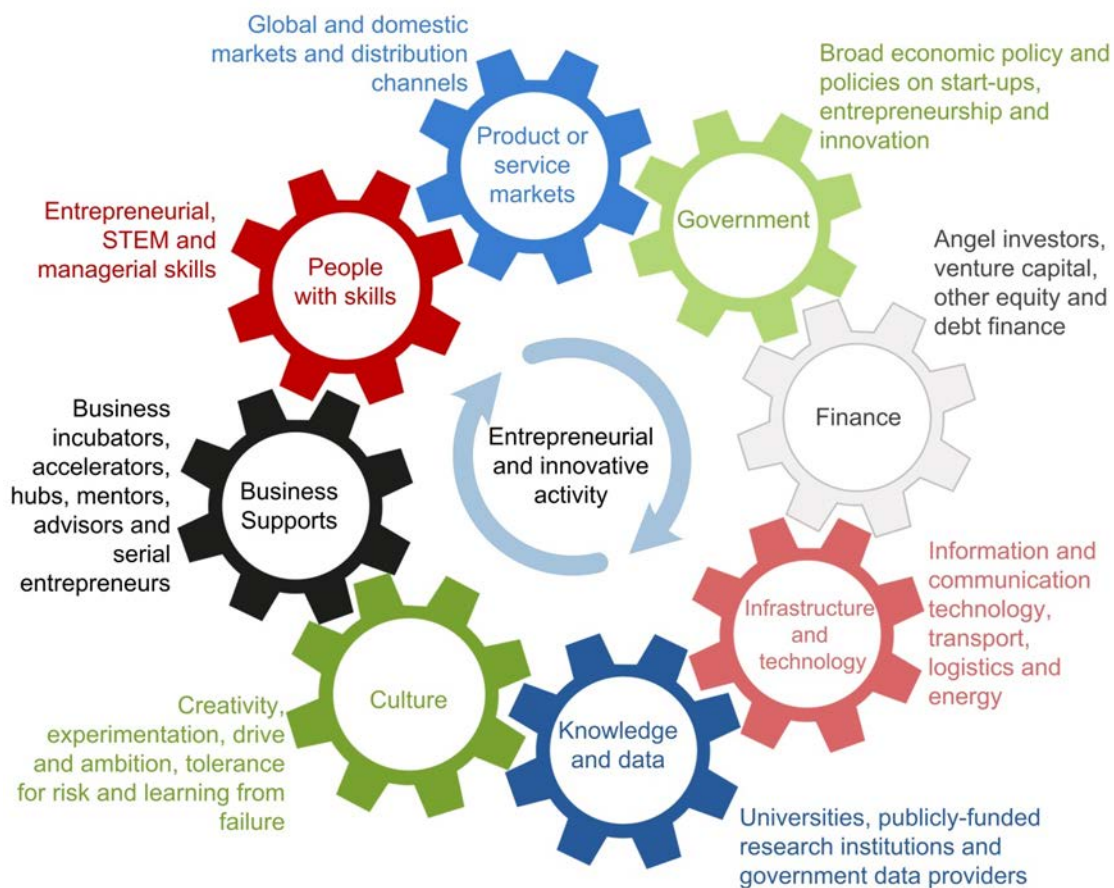 Global and domestic
markets and distribution
channels
Product or
service
markets
Broad economic policy and
policies on start-ups,
entrepreneurship and
innovation
Government
Angel investors,
venture capital,
other equity and
debt finance
Finance
Information and
communication
technology,
transport,
logistics and
energy
Infrastructure
and
technology
Universities, publicly-funded
research institutions and
government data providers
Knowledge
and data
Creativity,
experimentation, drive
and ambition, tolerance
for risk and learning from
failure
Culture
Business
incubators,
accelerators,
hubs, mentors,
advisors and
serial
entrepreneurs
Business
Supports
Entrepreneurial,
STEM and
managerial skills
People
with skills
Entrepreneurial
and innovative
activity